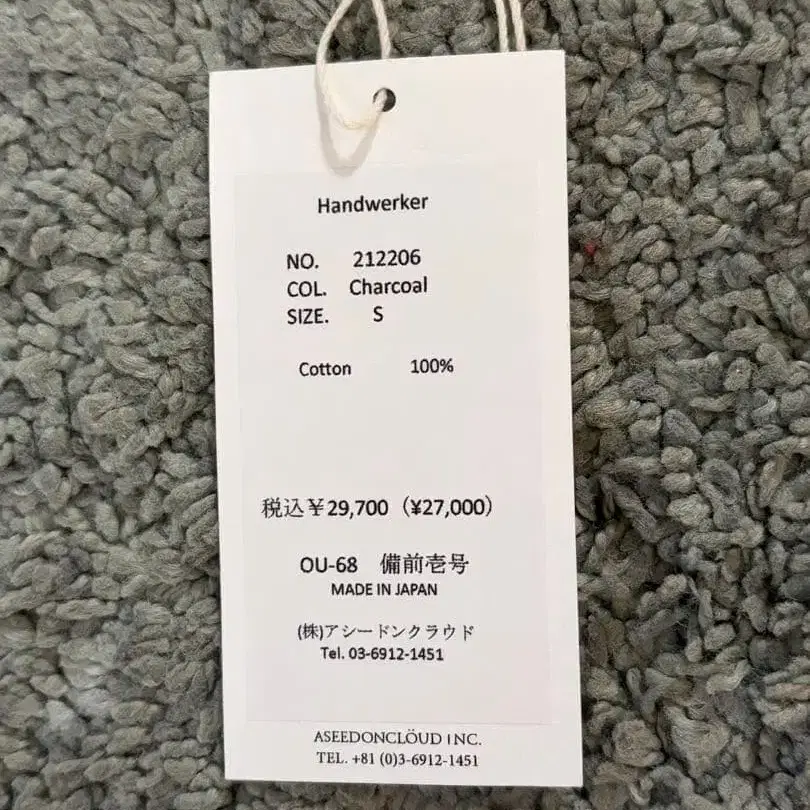 Handwerker
NO. 212206
COL. Charcoal
SIZE. S
Cotton 100%
税込￥29,700（¥27,000）
OU-68 備前壱号
MADE IN JAPAN
(株)アシードンクラウド
Tel. 03-6912-1451
ASEEDONCLÖUD INC.
TEL. +81 (0)3-6912-1451